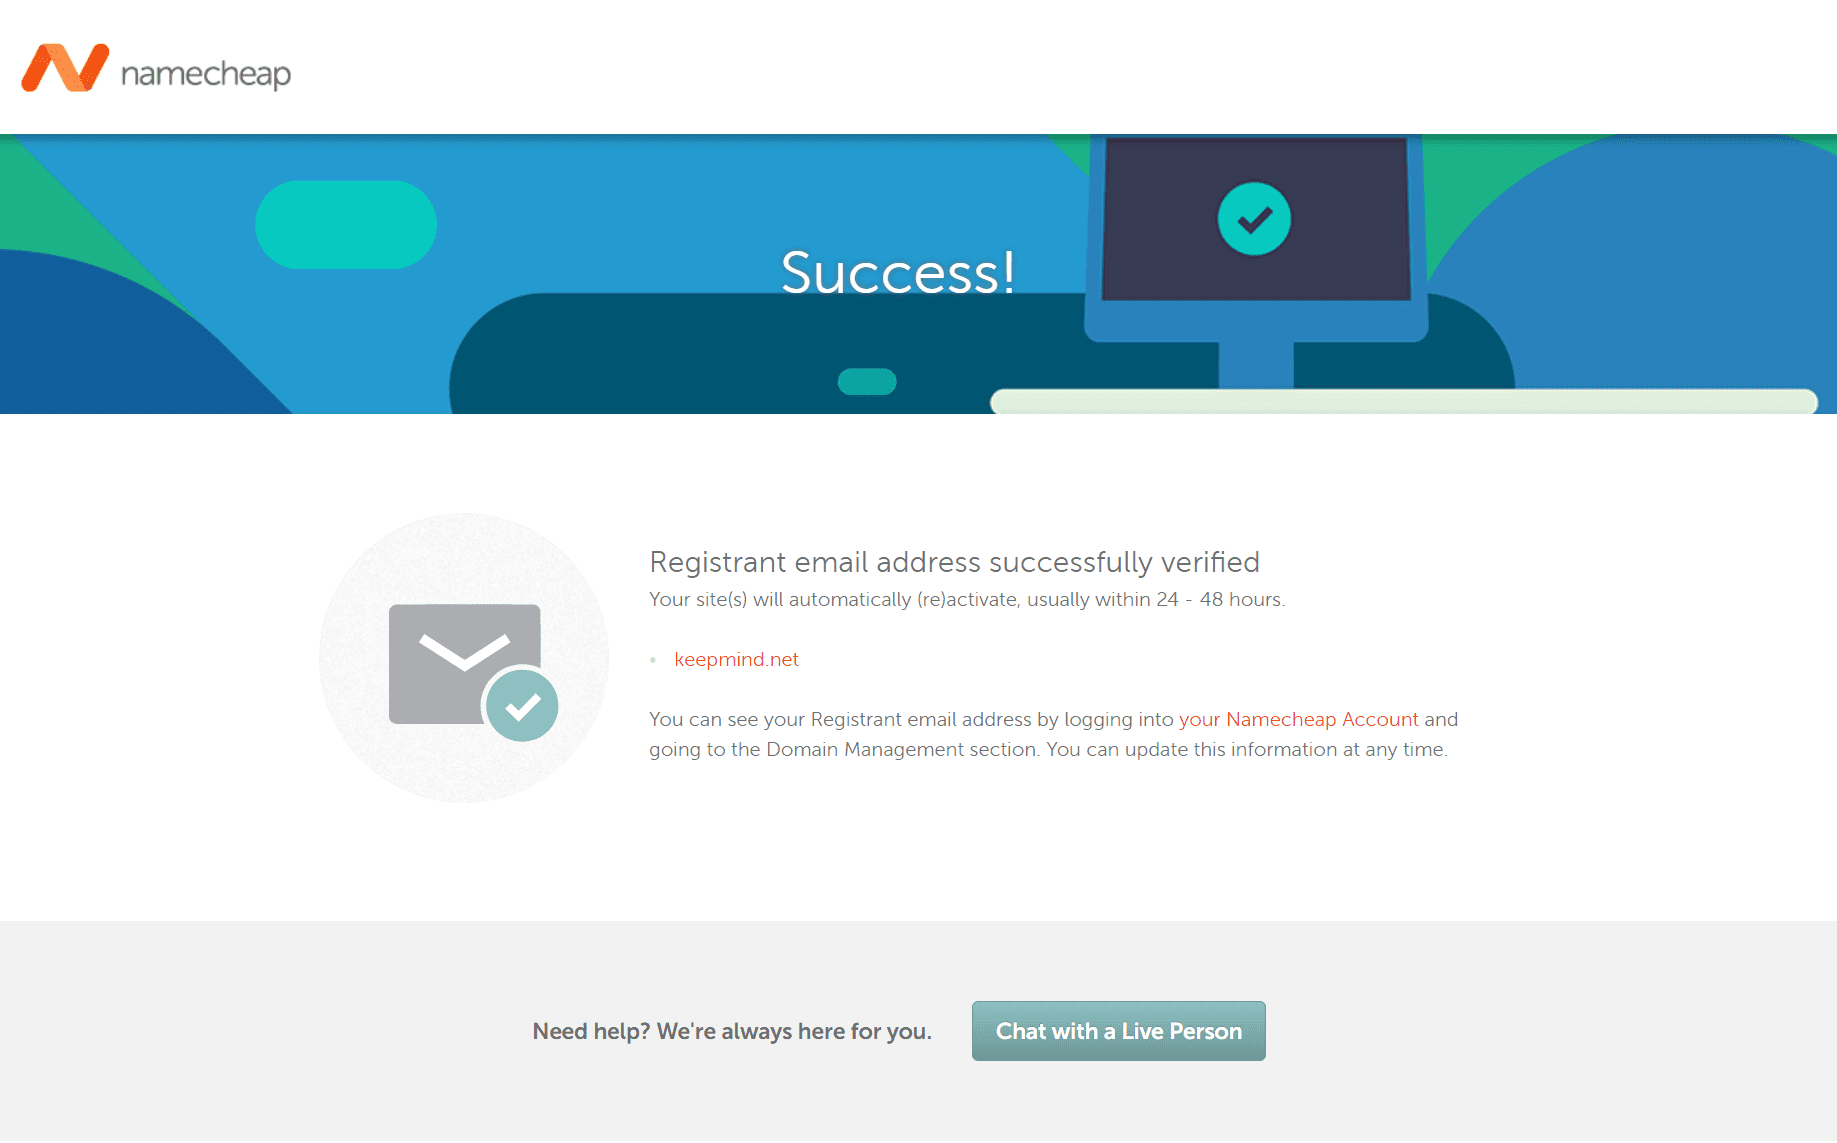 namecheap
Success!
Registrant email address successfully verified
Your site(s) will automatically (re)activate, usually within 24 - 48 hours.
• keepmind.net
You can see your Registrant email address by logging into your Namecheap Account and
going to the Domain Management section. You can update this information at any time.
Need help? We're always here for you.
Chat with a Live Person